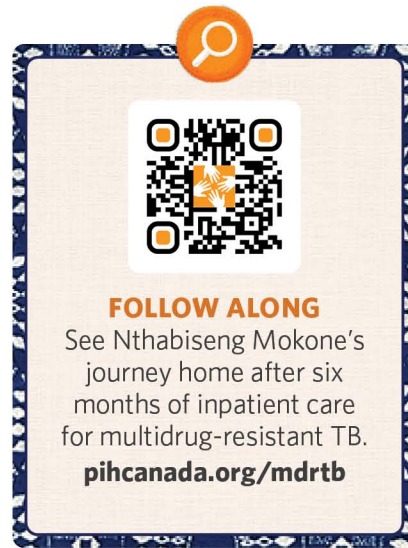 FOLLOW ALONG
See Nthabiseng Mokone’s
journey home after six
months of inpatient care
for multidrug-resistant TB.
pihcanada.org/mdrtb